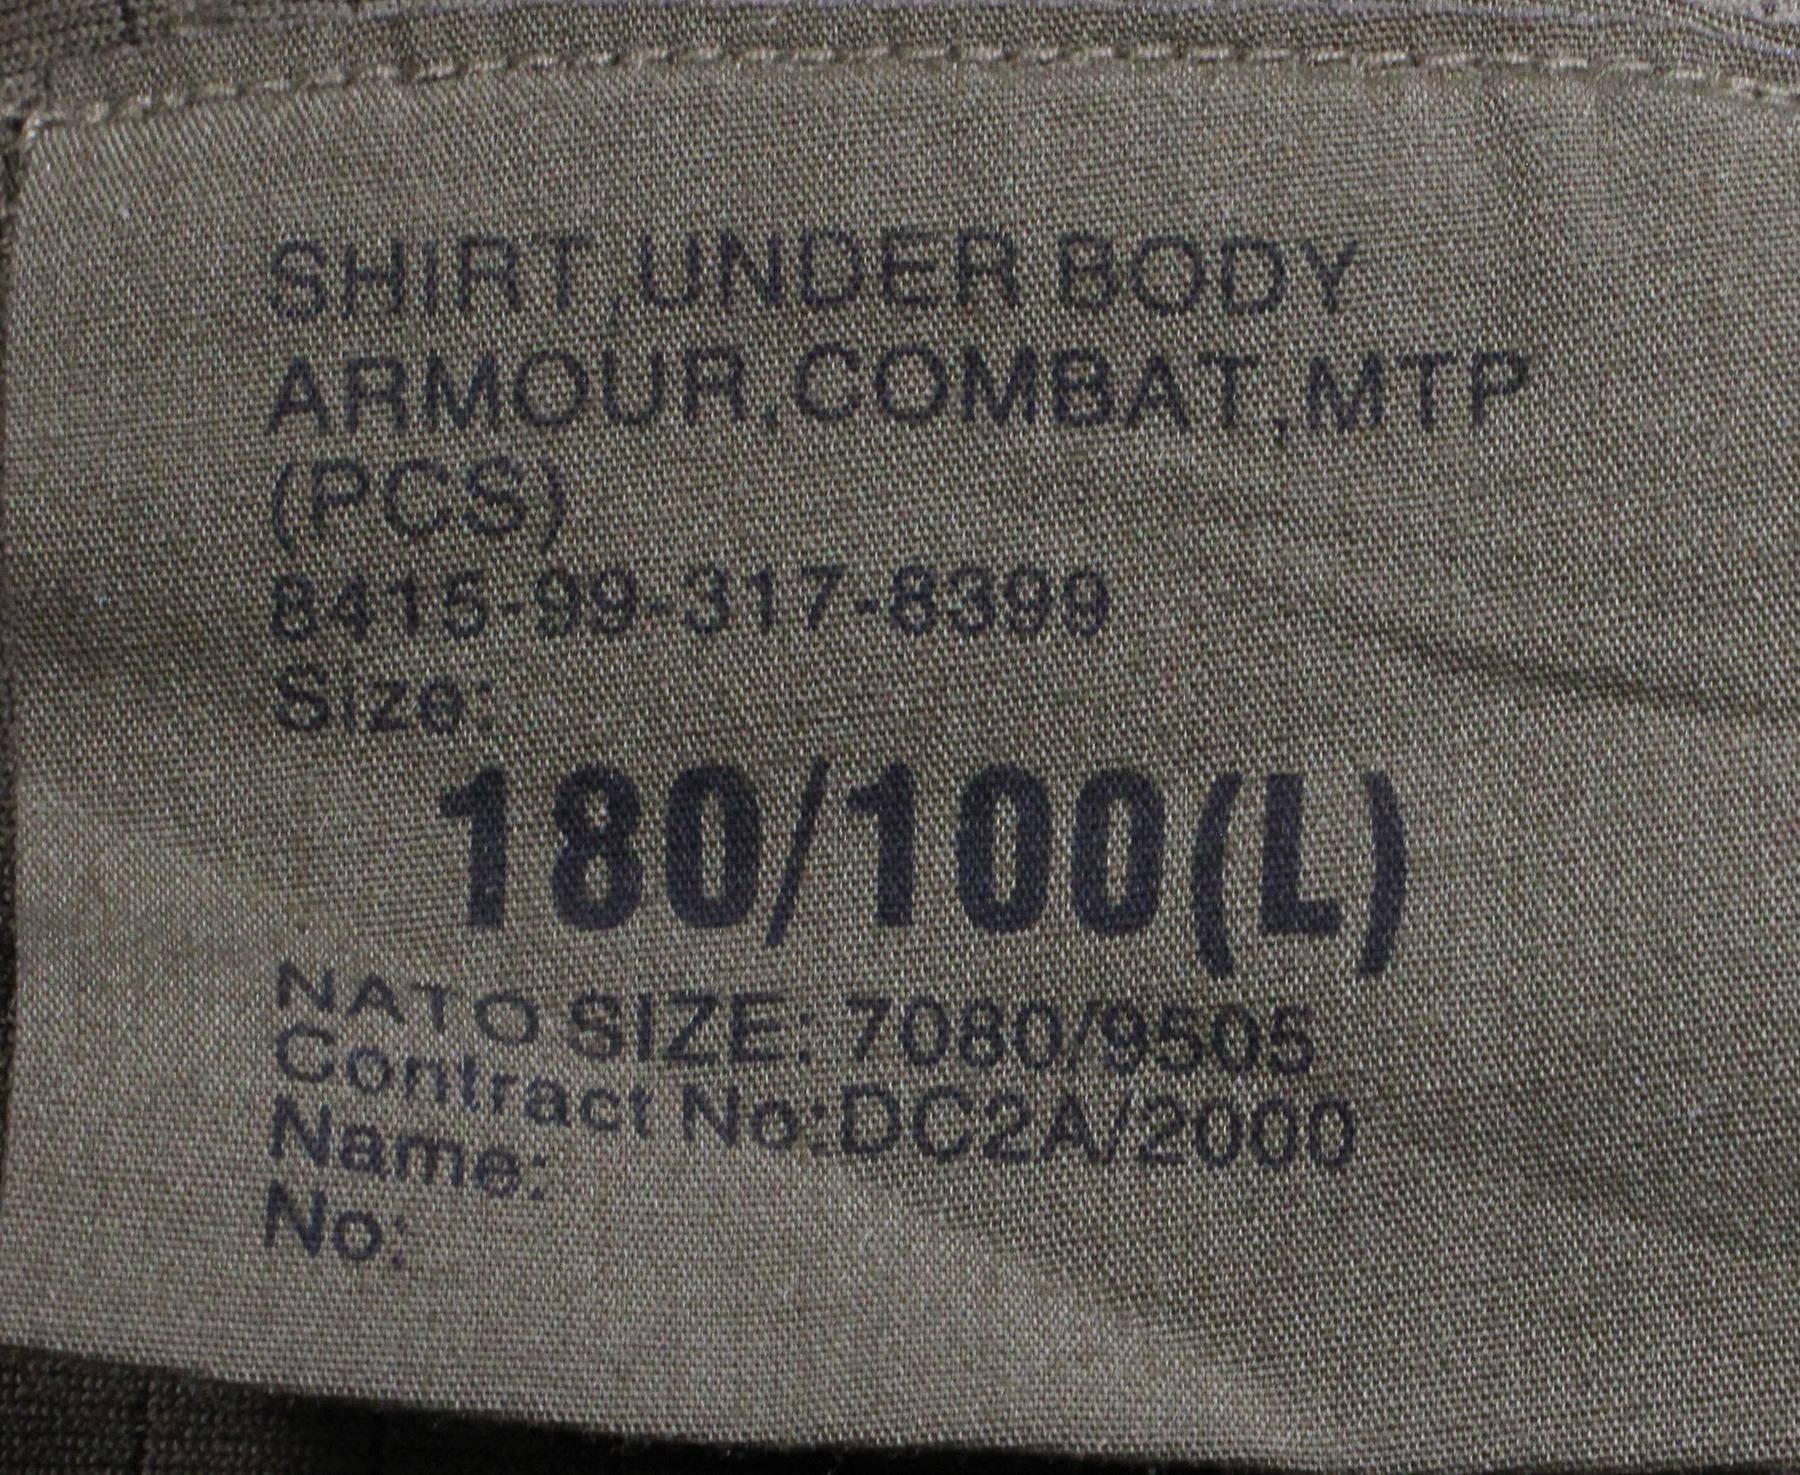 SHIRT,UNDER BODY
ARMOUR,COMBAT,MTP
(PCS)
8415-99-317-8399
Size:
180/100(L)
NATO SIZE: 7080/9505
Contract No:DC2A/2000
Name:
No: